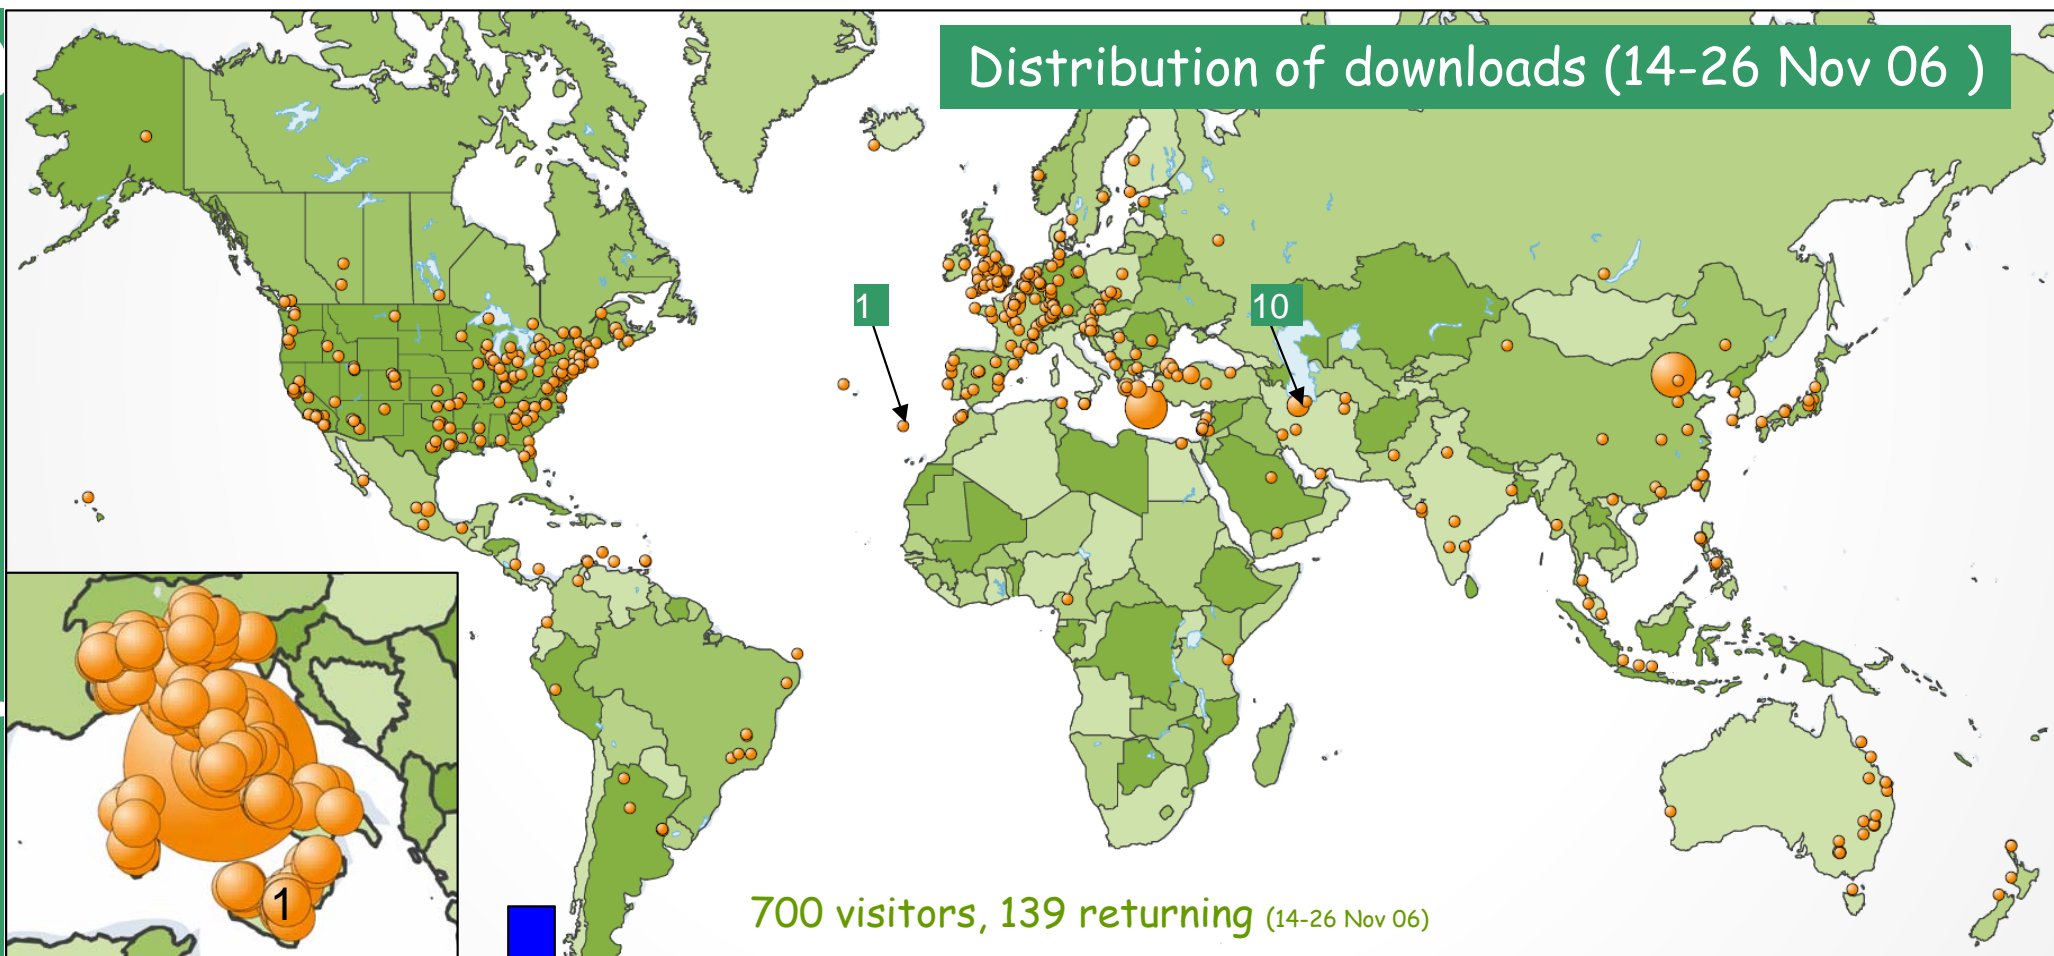 Distribution of downloads (14-26 Nov 06 )
1
10
1
700 visitors, 139 returning (14-26 Nov 06)